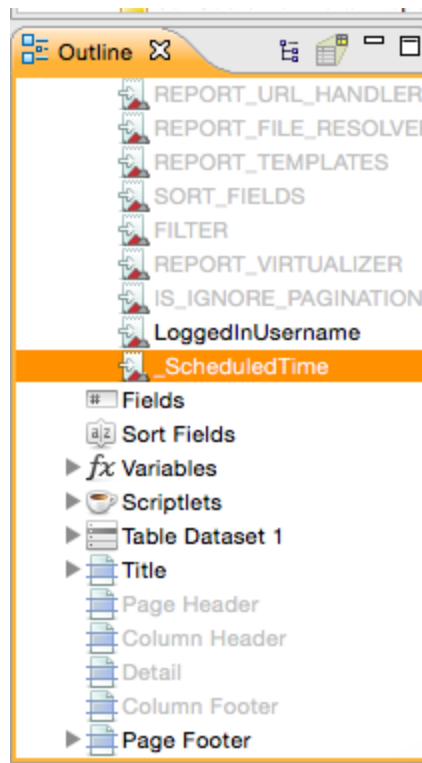 Outline
REPORT_URL_HANDLER
REPORT_FILE_RESOLVE
REPORT_TEMPLATES
SORT_FIELDS
FILTER
REPORT_VIRTUALIZER
IS_IGNORE_PAGINATION
LoggedInUsername
_ScheduledTime
# Fields
a z Sort Fields
fx Variables
Scriptlets
Table Dataset 1
Title
Page Header
Column Header
Detail
Column Footer
Page Footer